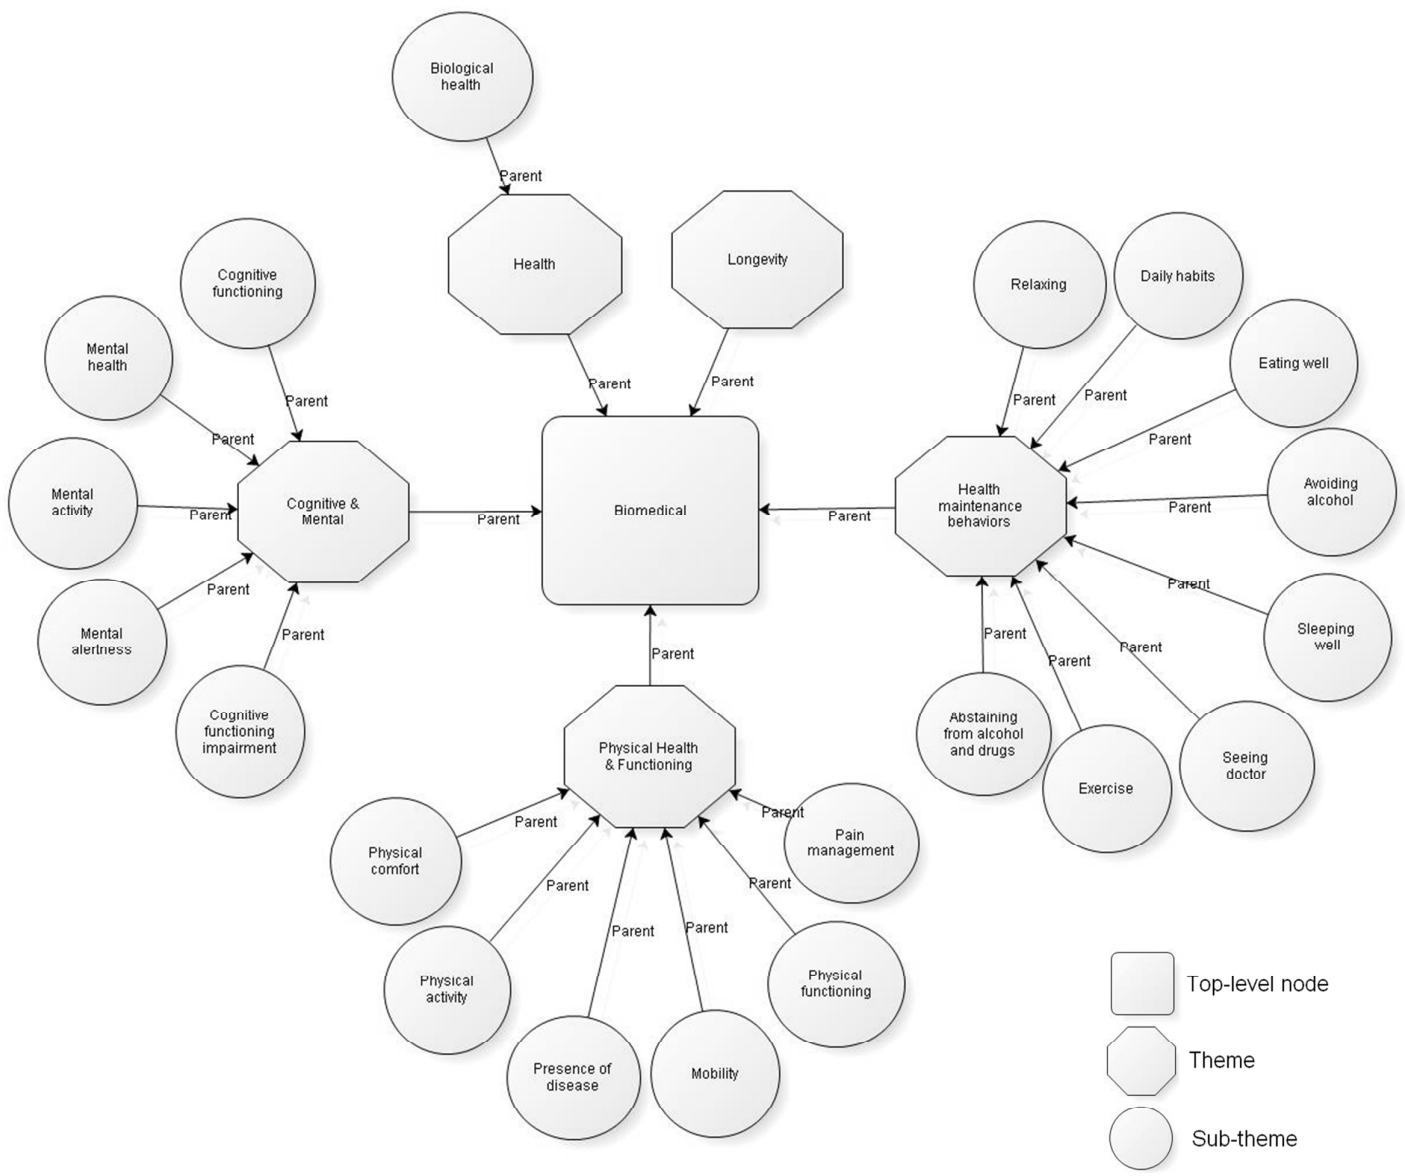 Biological
health
Parent
Health
Longevity
Parent
Parent
Cognitive
functioning
Mental
health
Mental
activity
Mental
alertness
Cognitive
functioning
impairment
Parent
Parent
Parent
Parent
Parent
Cognitive &
Mental
Parent
Biomedical
Parent
Health
maintenance
behaviors
Relaxing
Daily habits
Eating well
Avoiding
alcohol
Sleeping
well
Seeing
doctor
Exercise
Abstaining
from alcohol
and drugs
Parent
Parent
Parent
Parent
Parent
Parent
Parent
Parent
Parent
Physical Health
& Functioning
Parent
Parent
Parent
Parent
Parent
Parent
Physical
comfort
Physical
activity
Presence of
disease
Mobility
Physical
functioning
Pain
management
Top-level node
Theme
Sub-theme